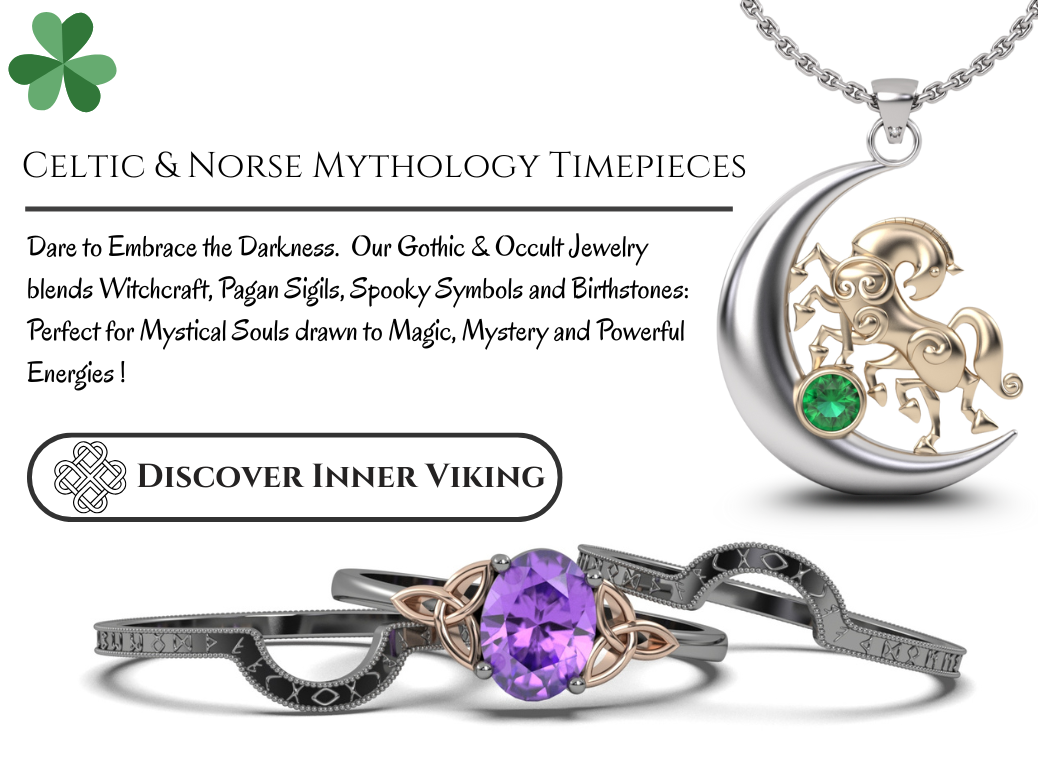 Celtic & Norse Mythology Timepieces
Dare to Embrace the Darkness. Our Gothic & Occult Jewelry
blends Witchcraft, Pagan Sigils, Spooky Symbols and Birthstones:
Perfect for Mystical Souls drawn to Magic, Mystery and Powerful
Energies !
Discover Inner Viking